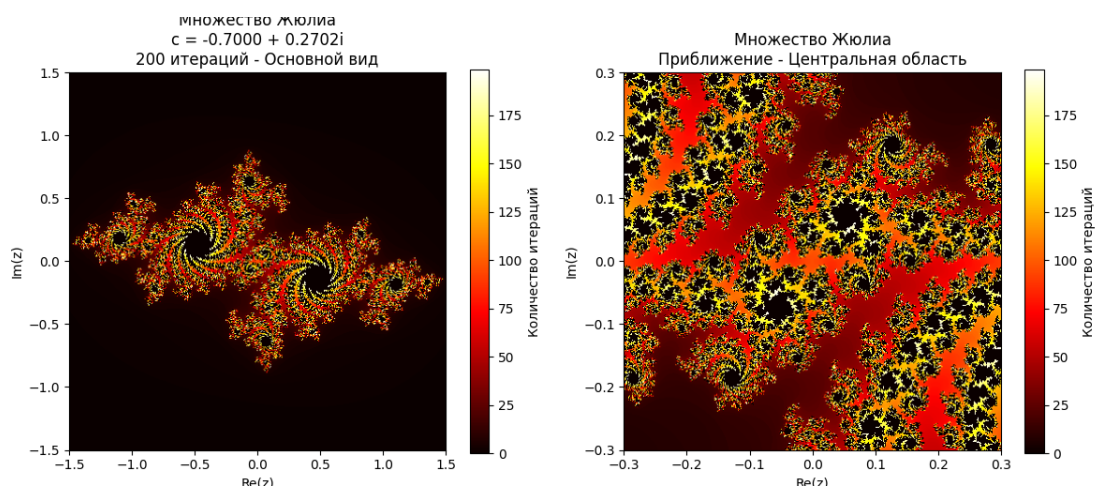 Множество Жюлиа
c = -0.7000 + 0.2702i
200 итераций - Основной вид
1.5
1.0
0.5
0.0
−0.5
−1.0
−1.5
Im(z)
−1.5 −1.0 −0.5 0.0 0.5 1.0 1.5
Re(z)
175
150
125
100
75
50
25
0
Количество итераций
Множество Жюлиа
Приближение - Центральная область
0.3
0.2
0.1
0.0
−0.1
−0.2
−0.3
Im(z)
−0.3 −0.2 −0.1 0.0 0.1 0.2 0.3
Re(z)
175
150
125
100
75
50
25
0
Количество итераций